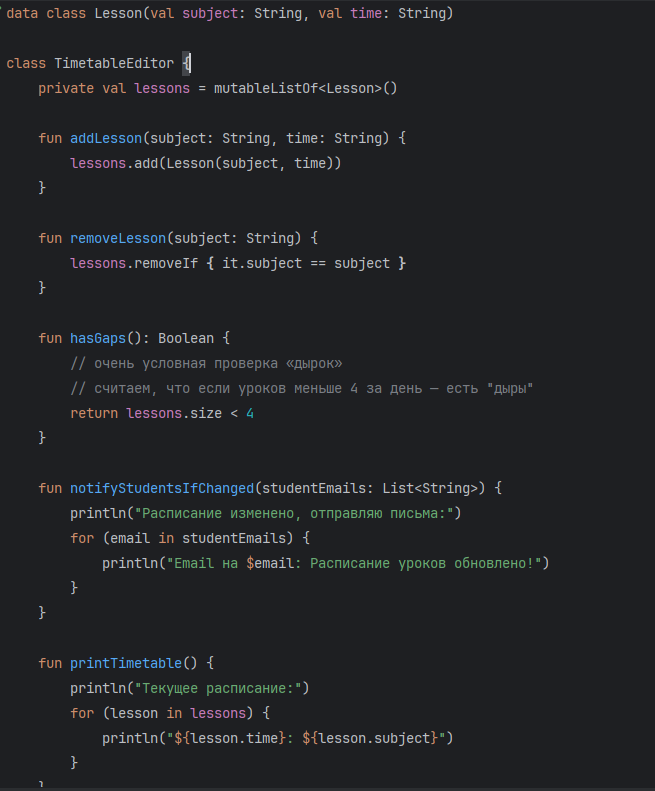 data class Lesson(val subject: String, val time: String)
class TimetableEditor {
    private val lessons = mutableListOf<Lesson>()
    fun addLesson(subject: String, time: String) {
        lessons.add(Lesson(subject, time))
    }
    fun removeLesson(subject: String) {
        lessons.removeIf { it.subject == subject }
    }
    fun hasGaps(): Boolean {
        // очень условная проверка «дырок»
        // считаем, что если уроков меньше 4 за день — есть "дыры"
        return lessons.size < 4
    }
    fun notifyStudentsIfChanged(studentEmails: List<String>) {
        println("Расписание изменено, отправляю письма:")
        for (email in studentEmails) {
            println("Email на $email: Расписание уроков обновлено!")
        }
    }
    fun printTimetable() {
        println("Текущее расписание:")
        for (lesson in lessons) {
            println("${lesson.time}: ${lesson.subject}")
        }
    }